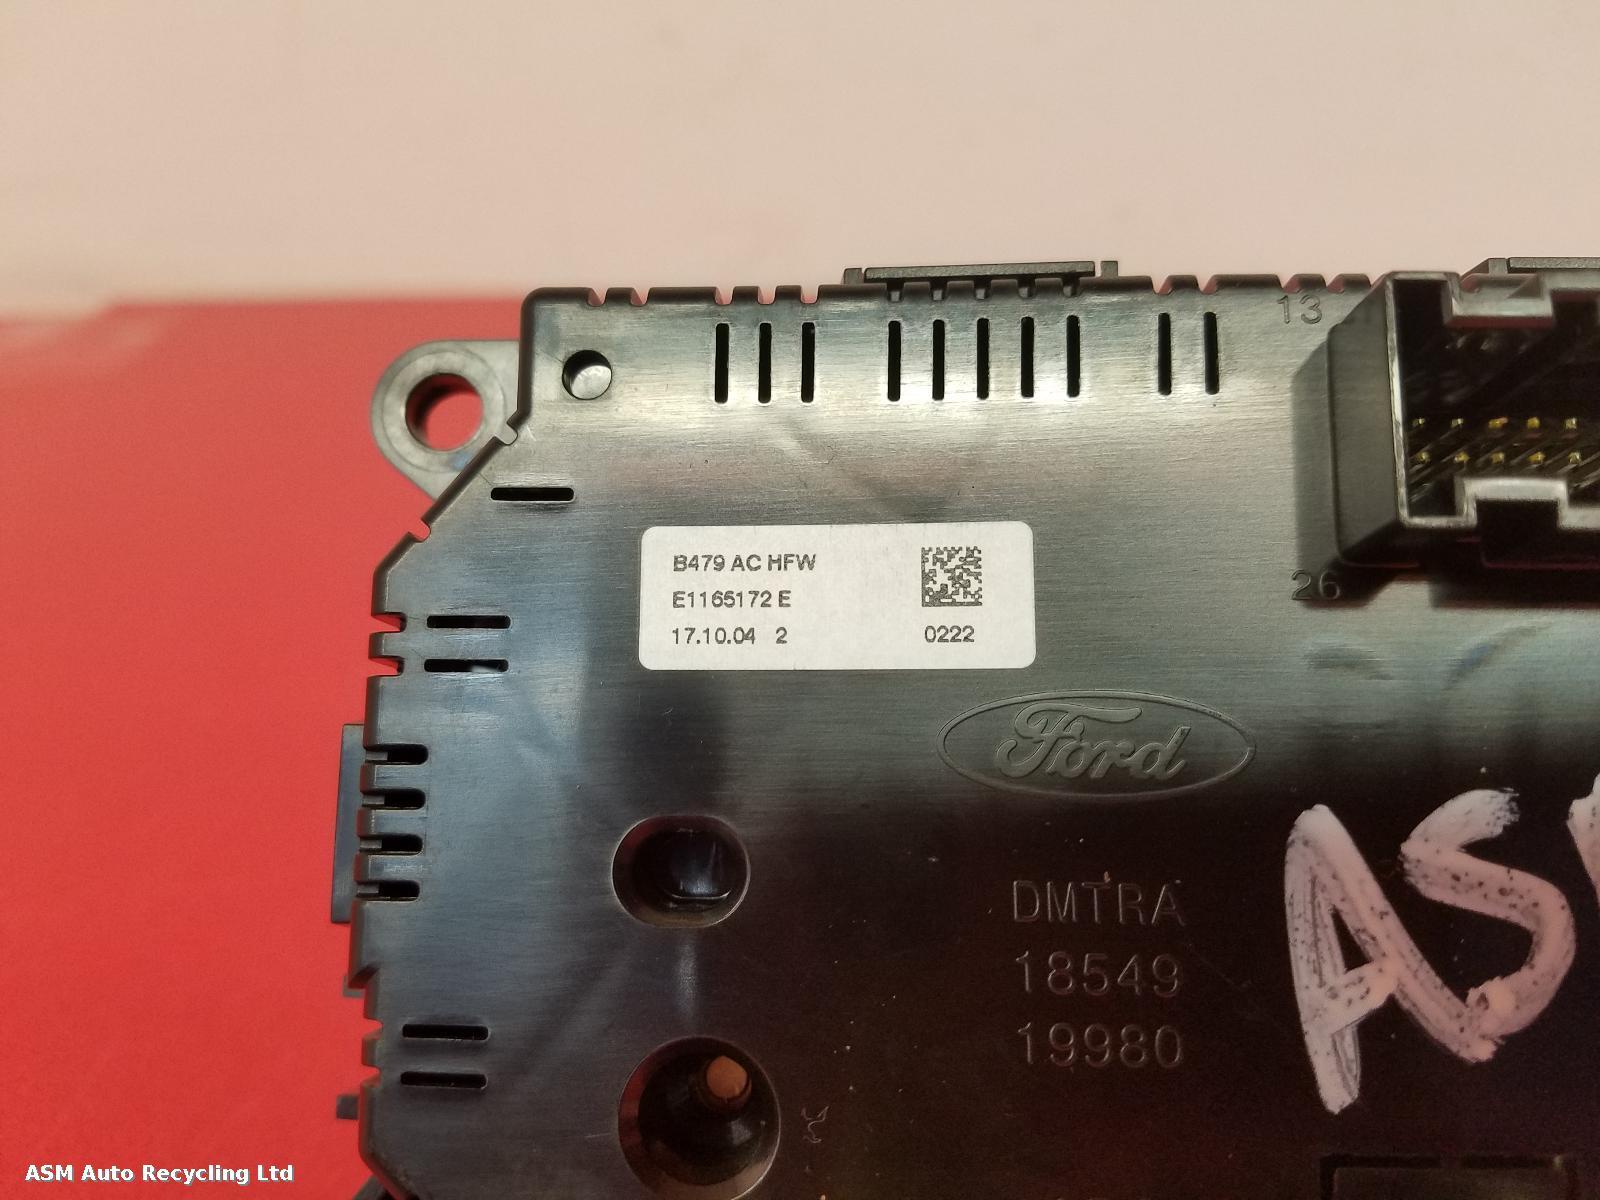 13
26
B479 AC HFW
E1165172 E
17.10.04 2 0222
Ford
DMTRA
18549
19980
ASM Auto Recycling Ltd